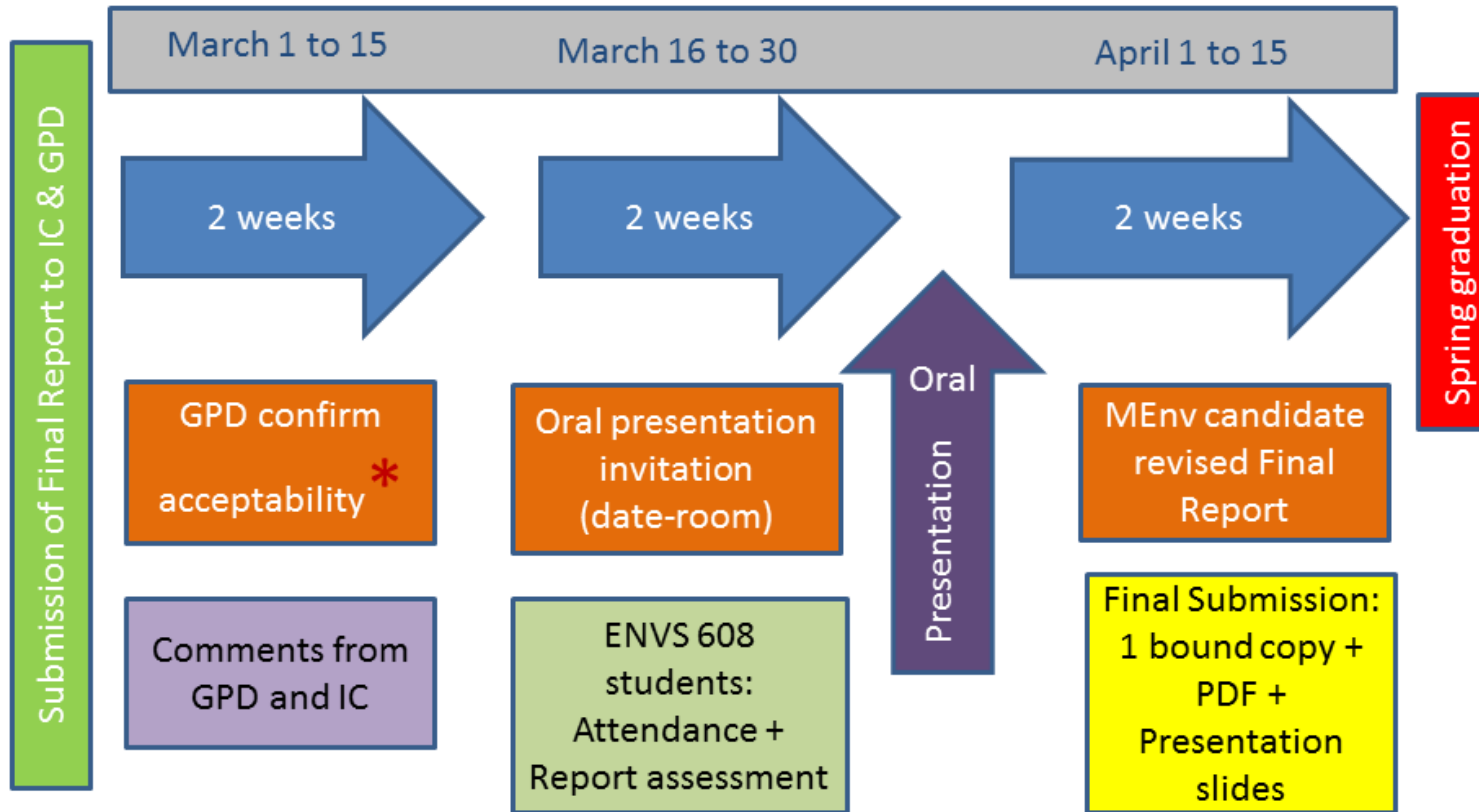 Submission of Final Report to IC & GPD
March 1 to 15
March 16 to 30
April 1 to 15
2 weeks
2 weeks
2 weeks
Spring graduation
GPD confirm
acceptability *
Oral presentation
invitation
(date-room)
Oral
Presentation
MEnv candidate
revised Final
Report
Comments from
GPD and IC
ENVS 608
students:
Attendance +
Report assessment
Final Submission:
1 bound copy +
PDF +
Presentation
slides